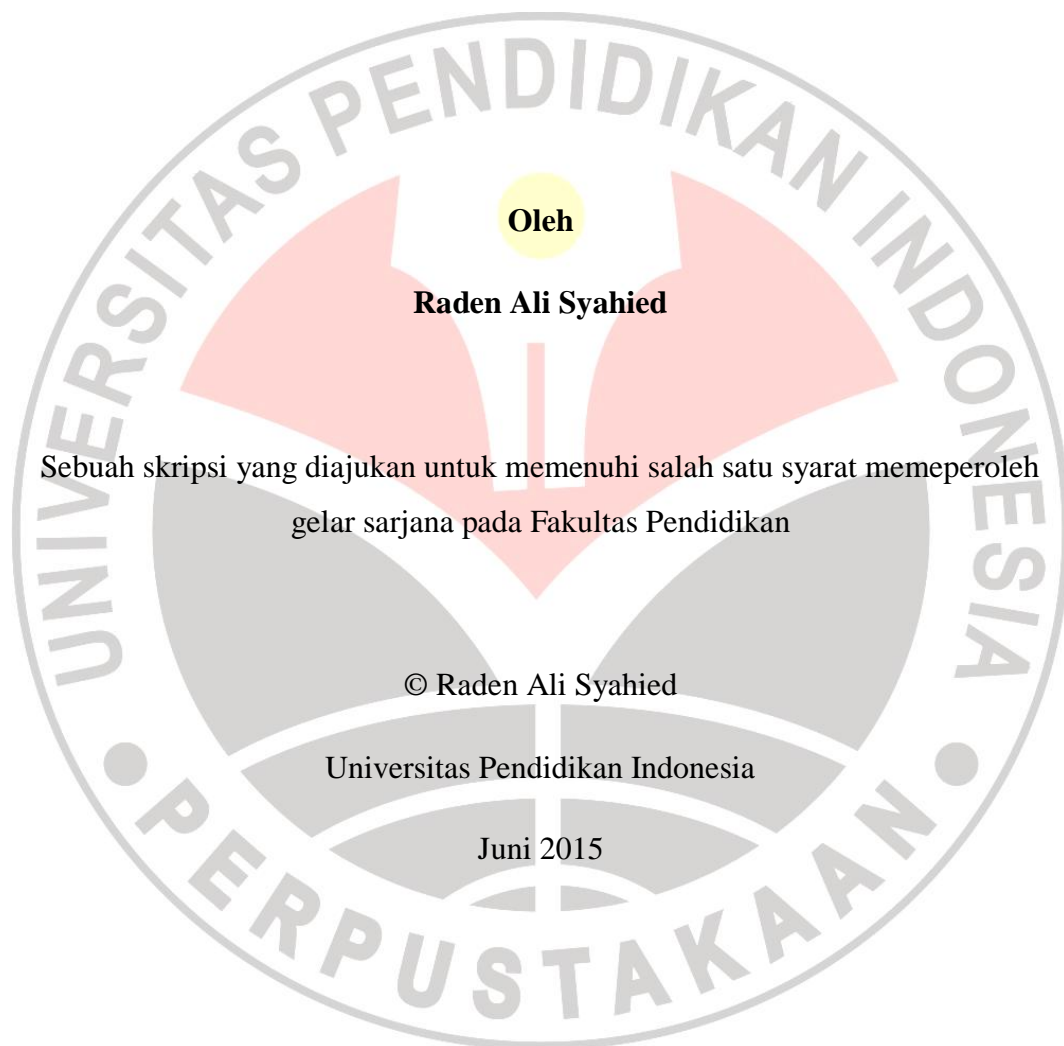 UNIVERSITAS PENDIDIKAN INDONESIA
Oleh
Raden Ali Syahied
Sebuah skripsi yang diajukan untuk memenuhi salah satu syarat memeperoleh
gelar sarjana pada Fakultas Pendidikan
© Raden Ali Syahied
Universitas Pendidikan Indonesia
Juni 2015
PERPUSTAKAAN